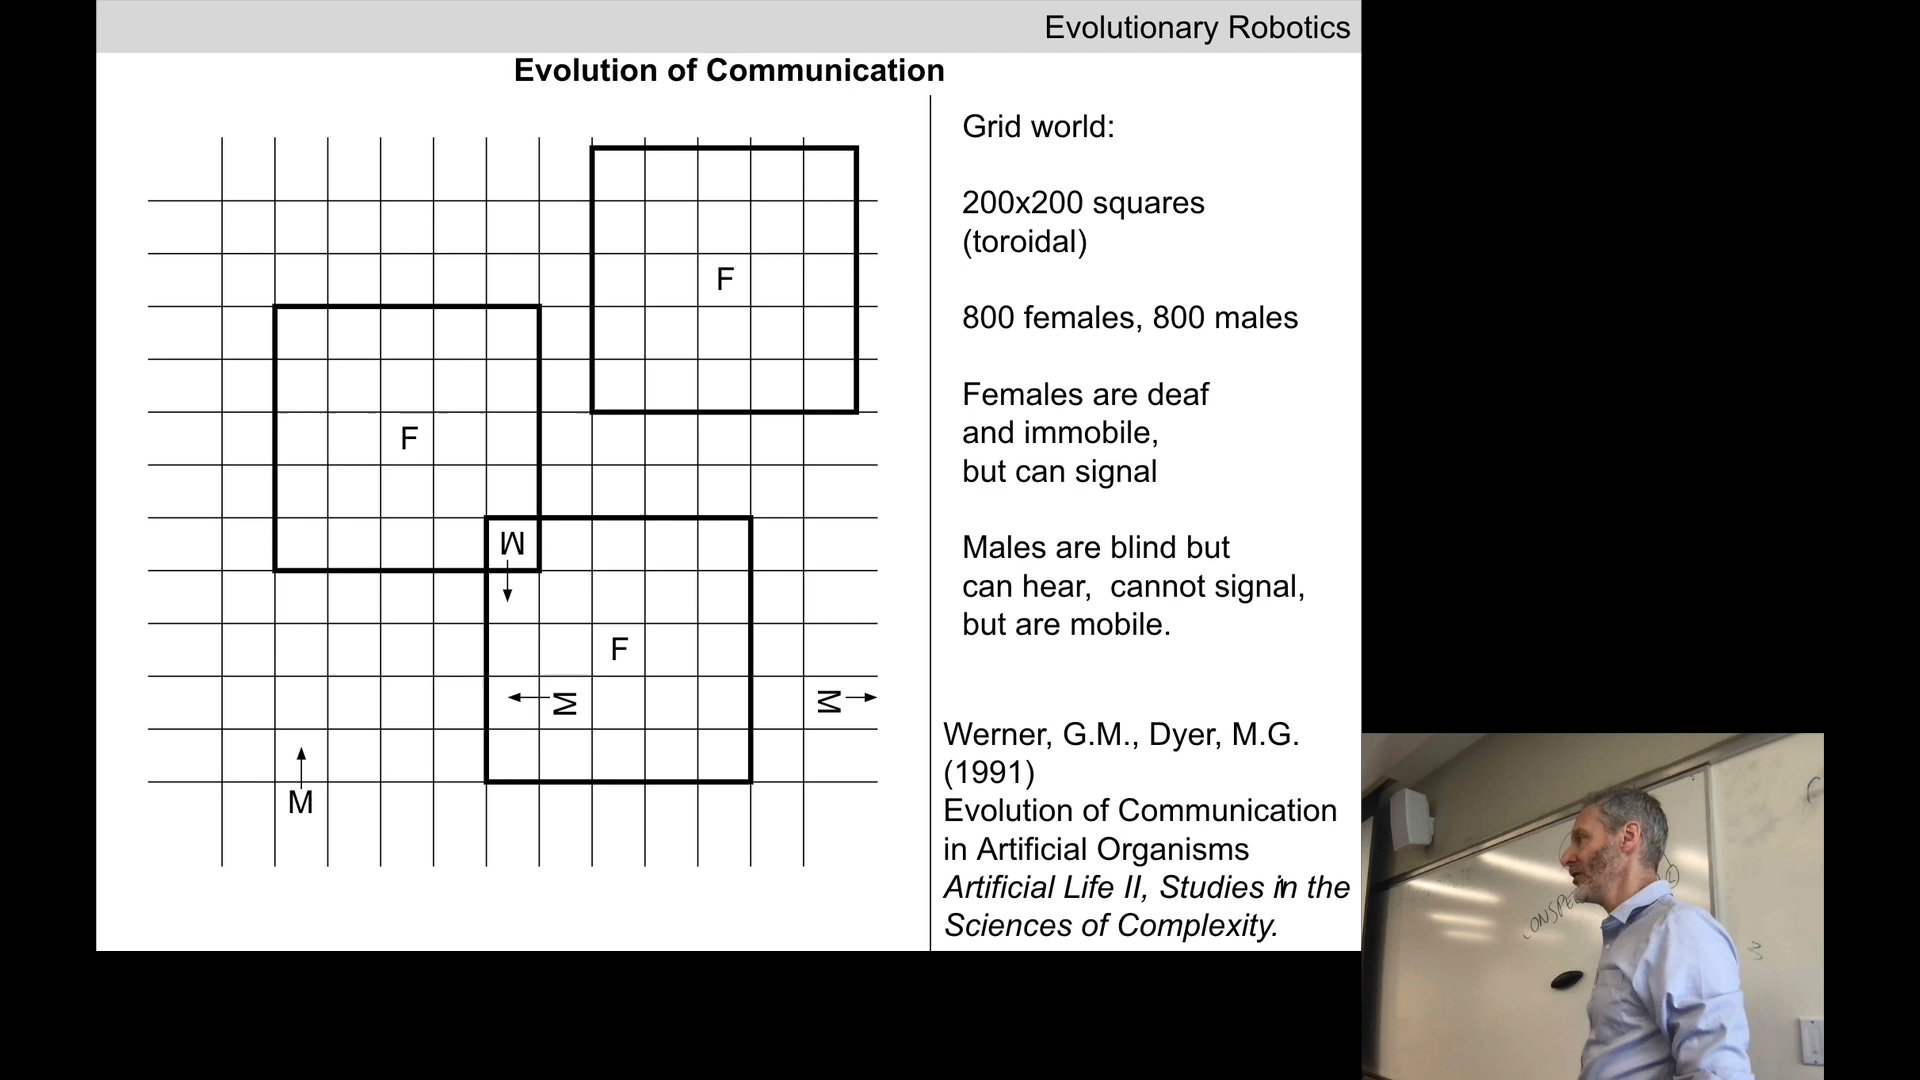 Evolutionary Robotics
Evolution of Communication
F
F
M
F
M
M
M
Grid world:
200x200 squares
(toroidal)
800 females, 800 males
Females are deaf
and immobile,
but can signal
Males are blind but
can hear, cannot signal,
but are mobile.
Werner, G.M., Dyer, M.G.
(1991)
Evolution of Communication
in Artificial Organisms
Artificial Life II, Studies in the
Sciences of Complexity.